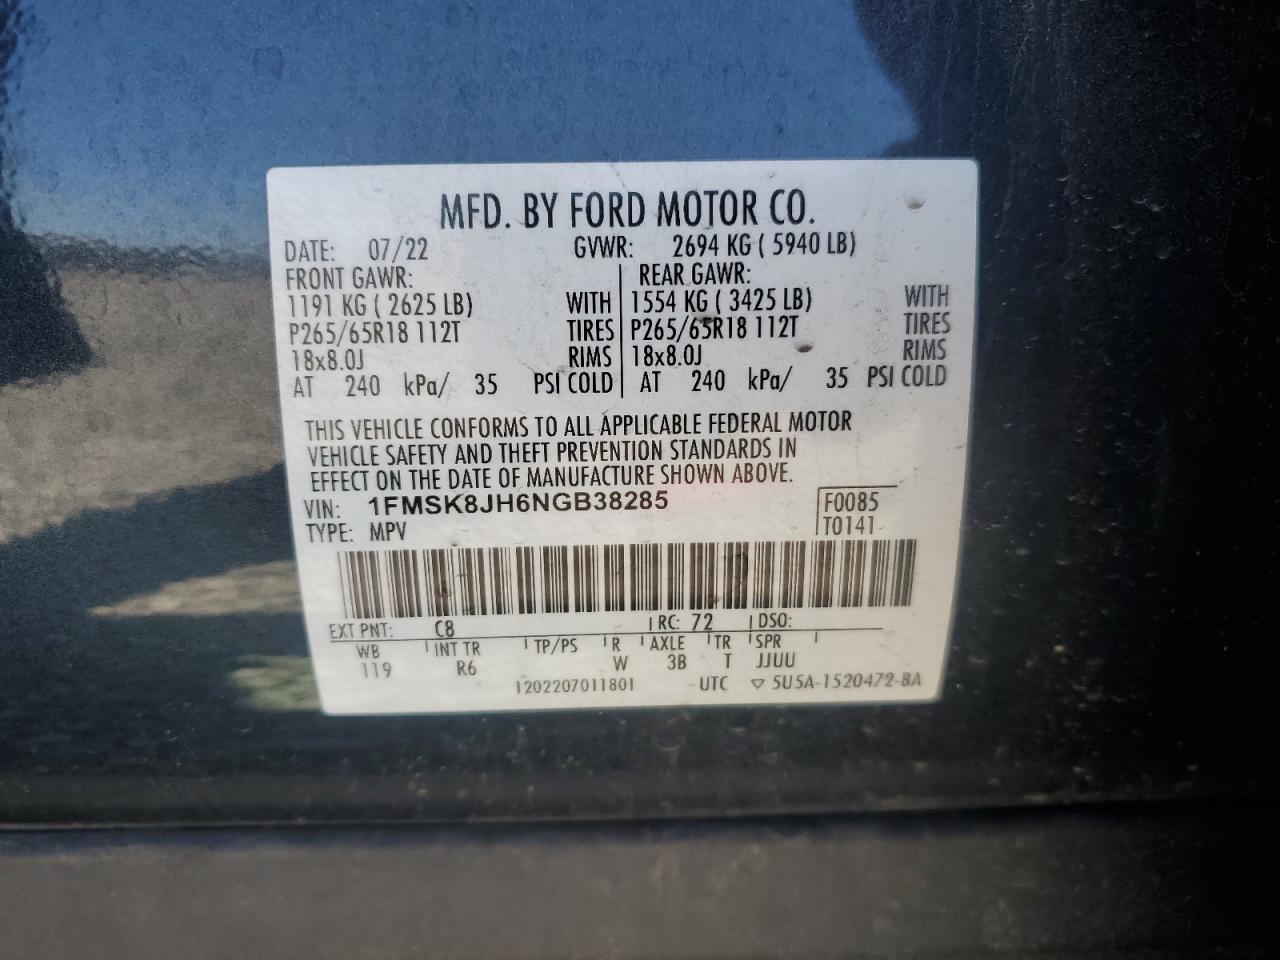 MFD. BY FORD MOTOR CO.
DATE: 07/22 GVWR: 2694 KG ( 5940 LB)
FRONT GAWR: REAR GAWR:
1191 KG ( 2625 LB) WITH 1554 KG ( 3425 LB) WITH
P265/65R18 112T TIRES P265/65R18 112T TIRES
18x8.0J RIMS 18x8.0J RIMS
AT 240 kPa/ 35 PSI COLD AT 240 kPa/ 35 PSI COLD
THIS VEHICLE CONFORMS TO ALL APPLICABLE FEDERAL MOTOR
VEHICLE SAFETY AND THEFT PREVENTION STANDARDS IN
EFFECT ON THE DATE OF MANUFACTURE SHOWN ABOVE.
VIN: 1FMSK8JH6NGB38285 F0085
TYPE: MPV T0141
EXT PNT: C8 RC: 72 DSO:
WB INT TR TP/PS R AXLE TR SPR
119 R6 W 3B T JJUU
1202207011801 UTC ▽ 5U5A-1520472-BA